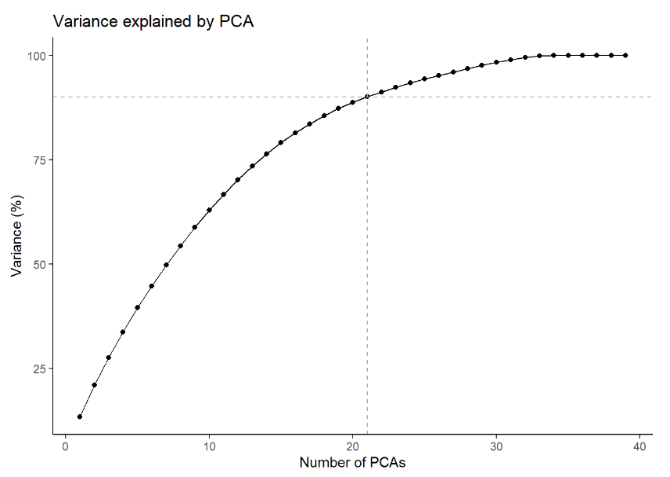 Variance explained by PCA
Variance (%)
100
75
50
25
0 10 20 30 40
Number of PCAs